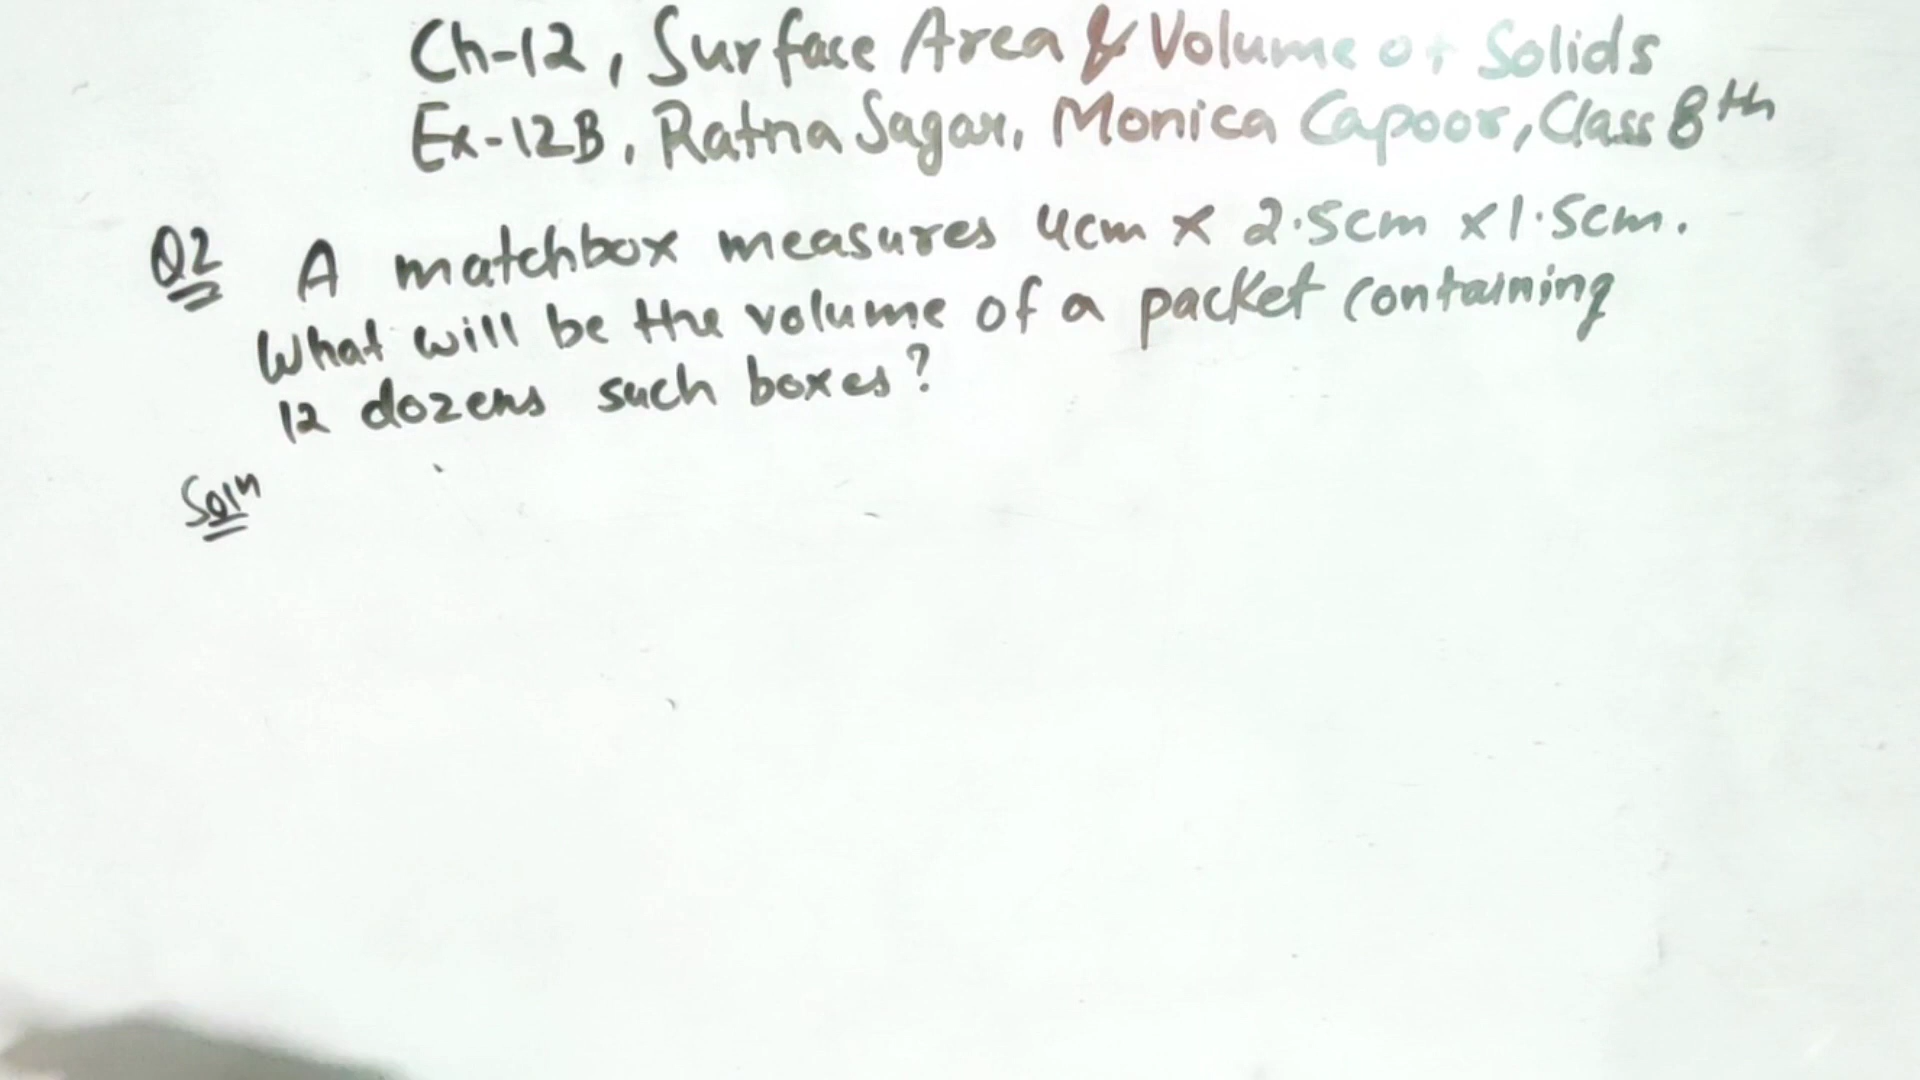 Ch-12, Surface Area & Volume of Solids
Ex-12B, Ratna Sagar, Monica Capoor, Class 8th
Q2 A matchbox measures 4cm x 2.5cm x 1.5cm.
What will be the volume of a packet containing
12 dozens such boxes?
Soln